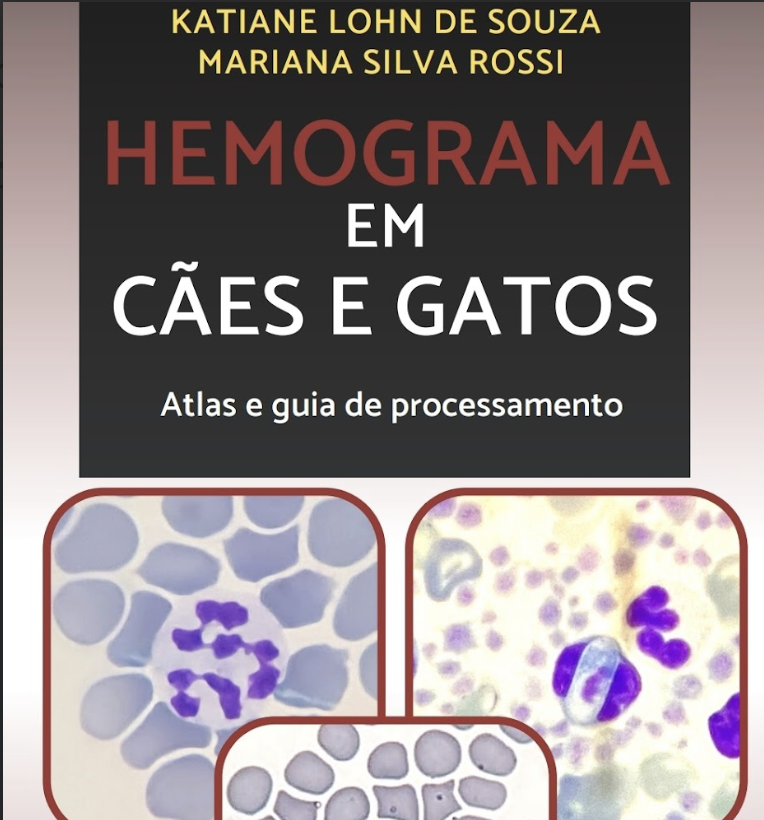 KATIANE LOHN DE SOUZA
MARIANA SILVA ROSSI
HEMOGRAMA
EM
CÃES E GATOS
Atlas e guia de processamento